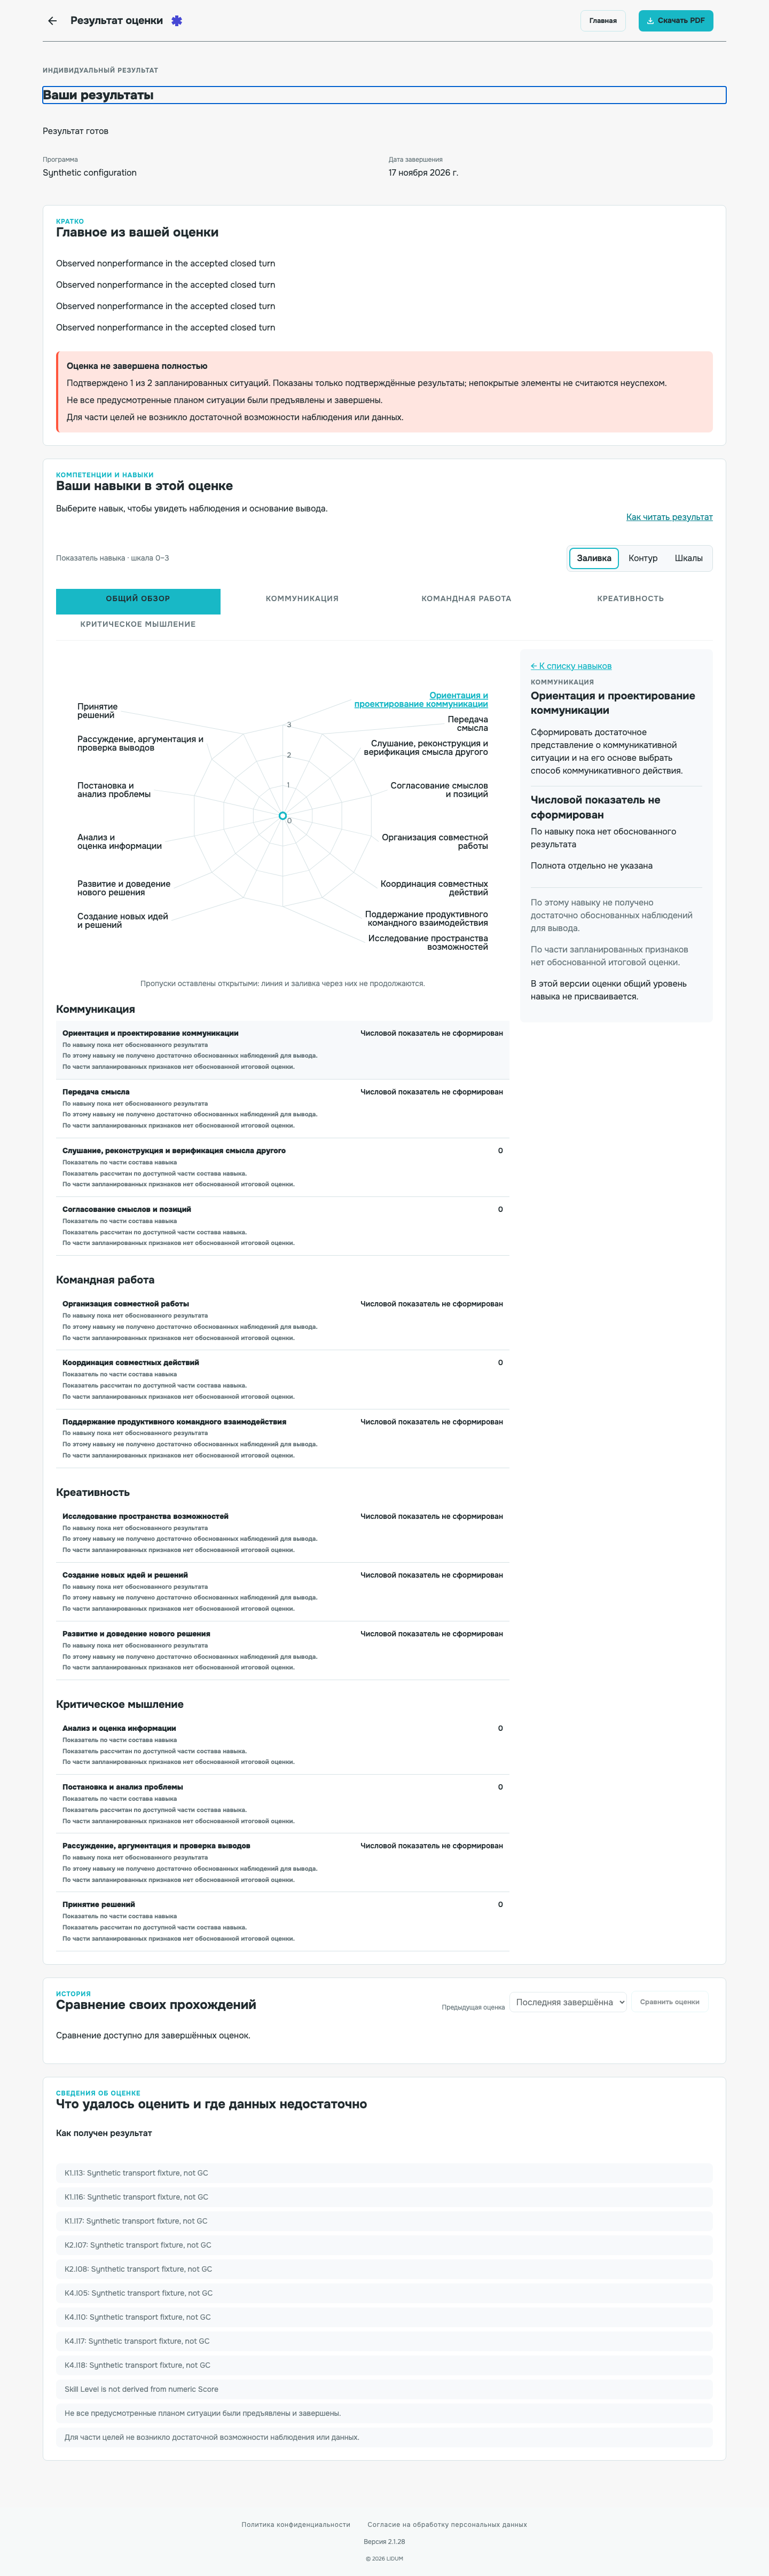 Результат оценки
Главная
Скачать PDF
ИНДИВИДУАЛЬНЫЙ РЕЗУЛЬТАТ
Ваши результаты
Результат готов
Программа
Synthetic configuration
Дата завершения
17 ноября 2026 г.
КРАТКО
Главное из вашей оценки
Observed nonperformance in the accepted closed turn
Observed nonperformance in the accepted closed turn
Observed nonperformance in the accepted closed turn
Observed nonperformance in the accepted closed turn
Оценка не завершена полностью
Подтверждено 1 из 2 запланированных ситуаций. Показаны только подтверждённые результаты; непокрытые элементы не считаются неуспехом.
Не все предусмотренные планом ситуации были предъявлены и завершены.
Для части целей не возникло достаточной возможности наблюдения или данных.
КОМПЕТЕНЦИИ И НАВЫКИ
Ваши навыки в этой оценке
Выберите навык, чтобы увидеть наблюдения и основание вывода.
Как читать результат
Показатель навыка · шкала 0–3
Заливка
Контур
Шкалы
ОБЩИЙ ОБЗОР
КОММУНИКАЦИЯ
КОМАНДНАЯ РАБОТА
КРЕАТИВНОСТЬ
КРИТИЧЕСКОЕ МЫШЛЕНИЕ
Ориентация и
проектирование коммуникации
Передача
смысла
Слушание, реконструкция и
верификация смысла другого
Согласование смыслов
и позиций
Организация совместной
работы
Координация совместных
действий
Поддержание продуктивного
командного взаимодействия
Исследование пространства
возможностей
Создание новых идей
и решений
Развитие и доведение
нового решения
Анализ и
оценка информации
Постановка и
анализ проблемы
Рассуждение, аргументация и
проверка выводов
Принятие
решений
3
2
1
0
Пропуски оставлены открытыми: линия и заливка через них не продолжаются.
← К списку навыков
КОММУНИКАЦИЯ
Ориентация и проектирование
коммуникации
Сформировать достаточное
представление о коммуникативной
ситуации и на его основе выбрать
способ коммуникативного действия.
Числовой показатель не
сформирован
По навыку пока нет обоснованного
результата
Полнота отдельно не указана
По этому навыку не получено
достаточно обоснованных наблюдений
для вывода.
По части запланированных признаков
нет обоснованной итоговой оценки.
В этой версии оценки общий уровень
навыка не присваивается.
Коммуникация
Ориентация и проектирование коммуникации
Числовой показатель не сформирован
По навыку пока нет обоснованного результата
По этому навыку не получено достаточно обоснованных наблюдений для вывода.
По части запланированных признаков нет обоснованной итоговой оценки.
Передача смысла
Числовой показатель не сформирован
По навыку пока нет обоснованного результата
По этому навыку не получено достаточно обоснованных наблюдений для вывода.
По части запланированных признаков нет обоснованной итоговой оценки.
Слушание, реконструкция и верификация смысла другого
0
Показатель по части состава навыка
Показатель рассчитан по доступной части состава навыка.
По части запланированных признаков нет обоснованной итоговой оценки.
Согласование смыслов и позиций
0
Показатель по части состава навыка
Показатель рассчитан по доступной части состава навыка.
По части запланированных признаков нет обоснованной итоговой оценки.
Командная работа
Организация совместной работы
Числовой показатель не сформирован
По навыку пока нет обоснованного результата
По этому навыку не получено достаточно обоснованных наблюдений для вывода.
По части запланированных признаков нет обоснованной итоговой оценки.
Координация совместных действий
0
Показатель по части состава навыка
Показатель рассчитан по доступной части состава навыка.
По части запланированных признаков нет обоснованной итоговой оценки.
Поддержание продуктивного командного взаимодействия
Числовой показатель не сформирован
По навыку пока нет обоснованного результата
По этому навыку не получено достаточно обоснованных наблюдений для вывода.
По части запланированных признаков нет обоснованной итоговой оценки.
Креативность
Исследование пространства возможностей
Числовой показатель не сформирован
По навыку пока нет обоснованного результата
По этому навыку не получено достаточно обоснованных наблюдений для вывода.
По части запланированных признаков нет обоснованной итоговой оценки.
Создание новых идей и решений
Числовой показатель не сформирован
По навыку пока нет обоснованного результата
По этому навыку не получено достаточно обоснованных наблюдений для вывода.
По части запланированных признаков нет обоснованной итоговой оценки.
Развитие и доведение нового решения
Числовой показатель не сформирован
По навыку пока нет обоснованного результата
По этому навыку не получено достаточно обоснованных наблюдений для вывода.
По части запланированных признаков нет обоснованной итоговой оценки.
Критическое мышление
Анализ и оценка информации
0
Показатель по части состава навыка
Показатель рассчитан по доступной части состава навыка.
По части запланированных признаков нет обоснованной итоговой оценки.
Постановка и анализ проблемы
0
Показатель по части состава навыка
Показатель рассчитан по доступной части состава навыка.
По части запланированных признаков нет обоснованной итоговой оценки.
Рассуждение, аргументация и проверка выводов
Числовой показатель не сформирован
По навыку пока нет обоснованного результата
По этому навыку не получено достаточно обоснованных наблюдений для вывода.
По части запланированных признаков нет обоснованной итоговой оценки.
Принятие решений
0
Показатель по части состава навыка
Показатель рассчитан по доступной части состава навыка.
По части запланированных признаков нет обоснованной итоговой оценки.
ИСТОРИЯ
Сравнение своих прохождений
Предыдущая оценка
Последняя завершённа
Сравнить оценки
Сравнение доступно для завершённых оценок.
СВЕДЕНИЯ ОБ ОЦЕНКЕ
Что удалось оценить и где данных недостаточно
Как получен результат
K1.I13: Synthetic transport fixture, not GC
K1.I16: Synthetic transport fixture, not GC
K1.I17: Synthetic transport fixture, not GC
K2.I07: Synthetic transport fixture, not GC
K2.I08: Synthetic transport fixture, not GC
K4.I05: Synthetic transport fixture, not GC
K4.I10: Synthetic transport fixture, not GC
K4.I17: Synthetic transport fixture, not GC
K4.I18: Synthetic transport fixture, not GC
Skill Level is not derived from numeric Score
Не все предусмотренные планом ситуации были предъявлены и завершены.
Для части целей не возникло достаточной возможности наблюдения или данных.
Политика конфиденциальности
Согласие на обработку персональных данных
Версия 2.1.28
© 2026 LIDUM